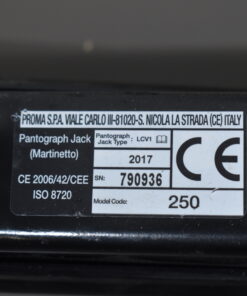 PROMA S.P.A. VIALE CARLO III-81020-S. NICOLA LA STRADA (CE) ITALY
Pantograph Jack
(Martinetto)
CE 2006/42/CEE
ISO 8720
Pantograph
Jack Type : LCV1
2017
SN: 790936
Model Code: 250
CE